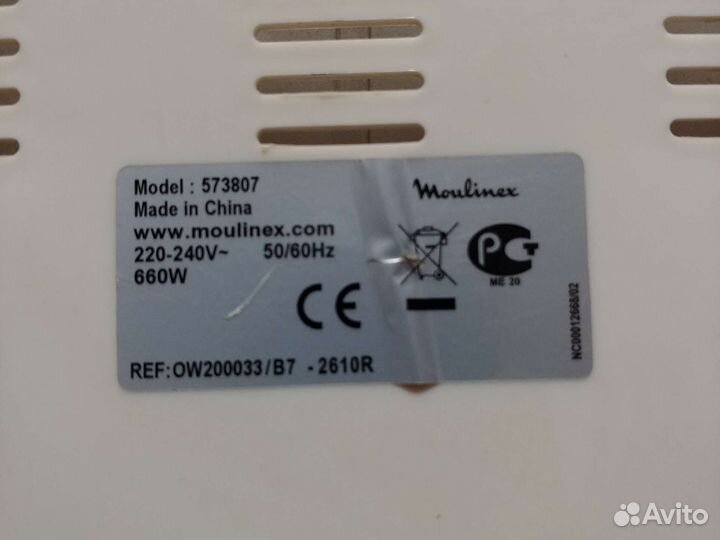 Model : 573807
Made in China
www.moulinex.com
220-240V~ 50/60Hz
660W
Moulinex
CE
РСТ
ME 20
NC00012668/02
REF:OW200033/B7 - 2610R
Avito